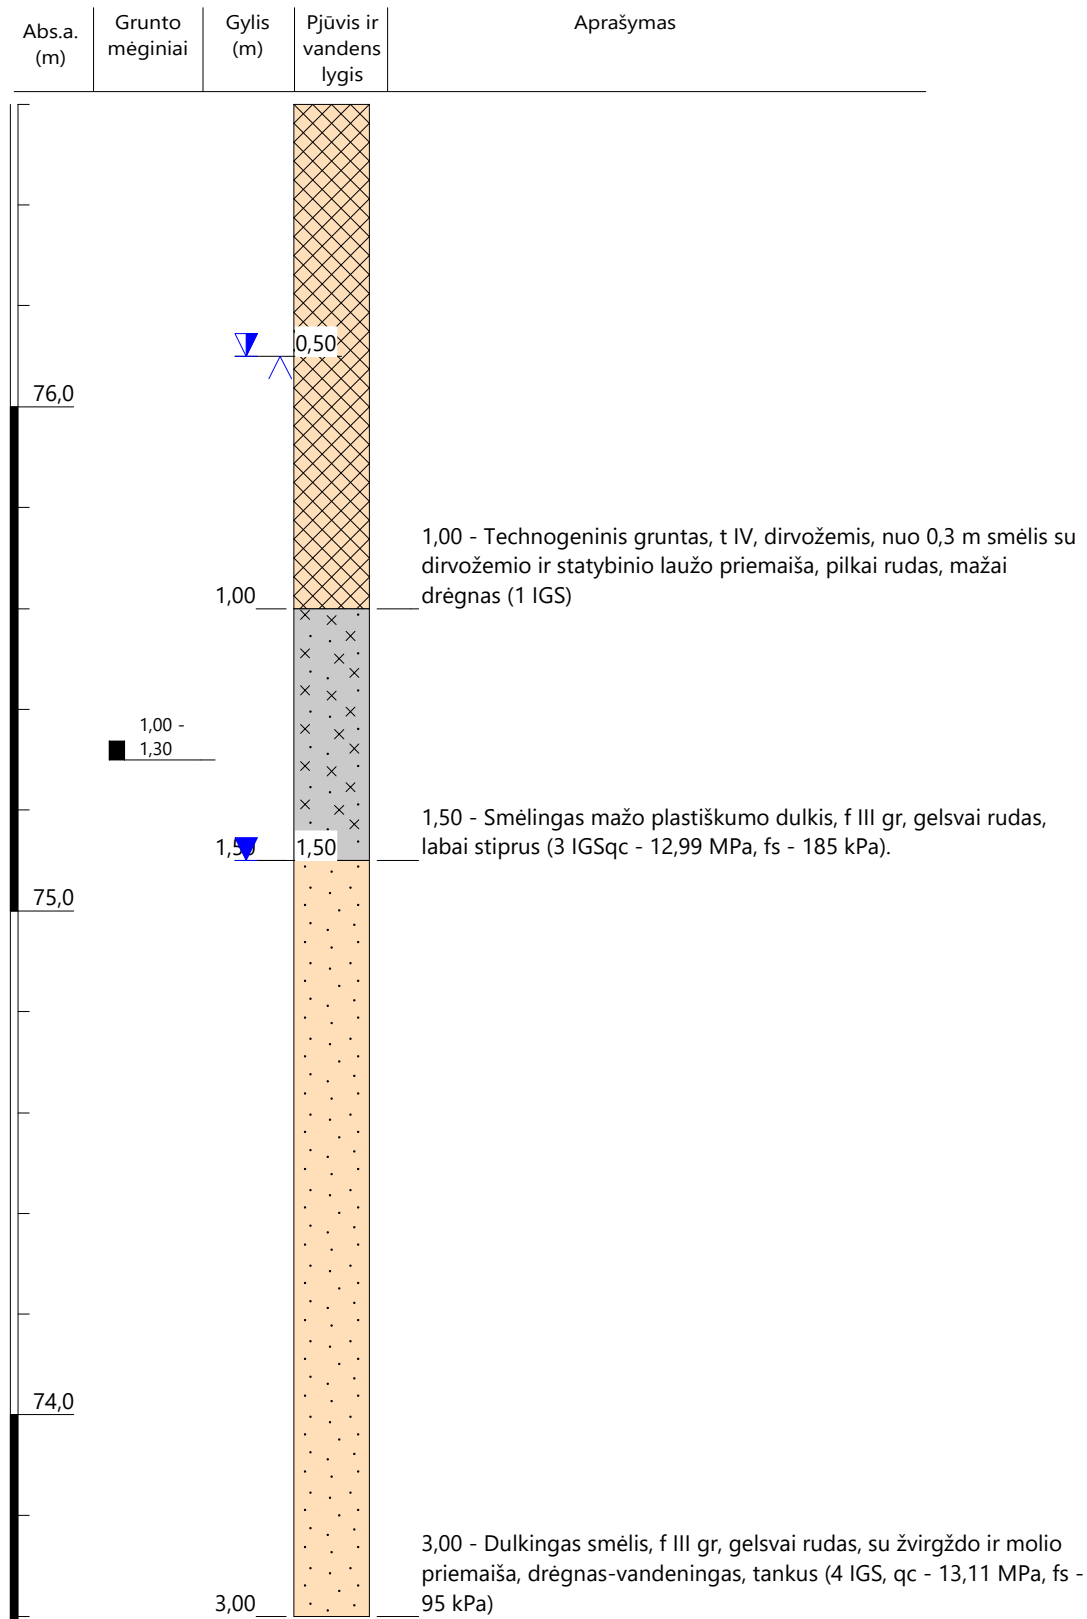 Abs.a.
(m)
Grunto
mėginiai
Gylis
(m)
Pjūvis ir
vandens
lygis
Aprašymas
0,50
76,0
1,00 - Technogeninis gruntas, t IV, dirvožemis, nuo 0,3 m smėlis su
dirvožemio ir statybinio laužo priemaiša, pilkai rudas, mažai
drėgnas (1 IGS)
1,00
1,00 -
1,30
1,50 - Smėlingas mažo plastiškumo dulkis, f III gr, gelsvai rudas,
labai stiprus (3 IGSqc - 12,99 MPa, fs - 185 kPa).
1,50
1,50
75,0
74,0
3,00 - Dulkingas smėlis, f III gr, gelsvai rudas, su žvirgždo ir molio
priemaiša, drėgnas-vandeningas, tankus (4 IGS, qc - 13,11 MPa, fs -
95 kPa)
3,00